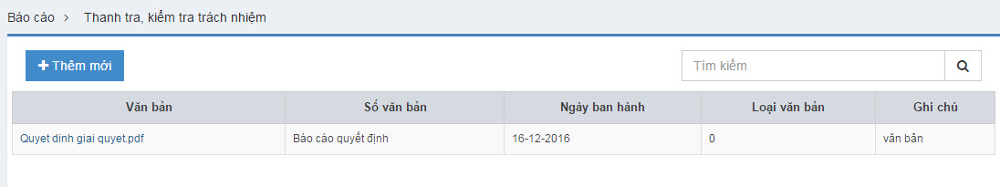 Báo cáo > Thanh tra, kiểm tra trách nhiệm
Thêm mới Tìm kiếm
Văn bản Số văn bản Ngày ban hành Loại văn bản Ghi chú
Quyet dinh giai quyet.pdf Báo cáo quyết định 16-12-2016 0 văn bản